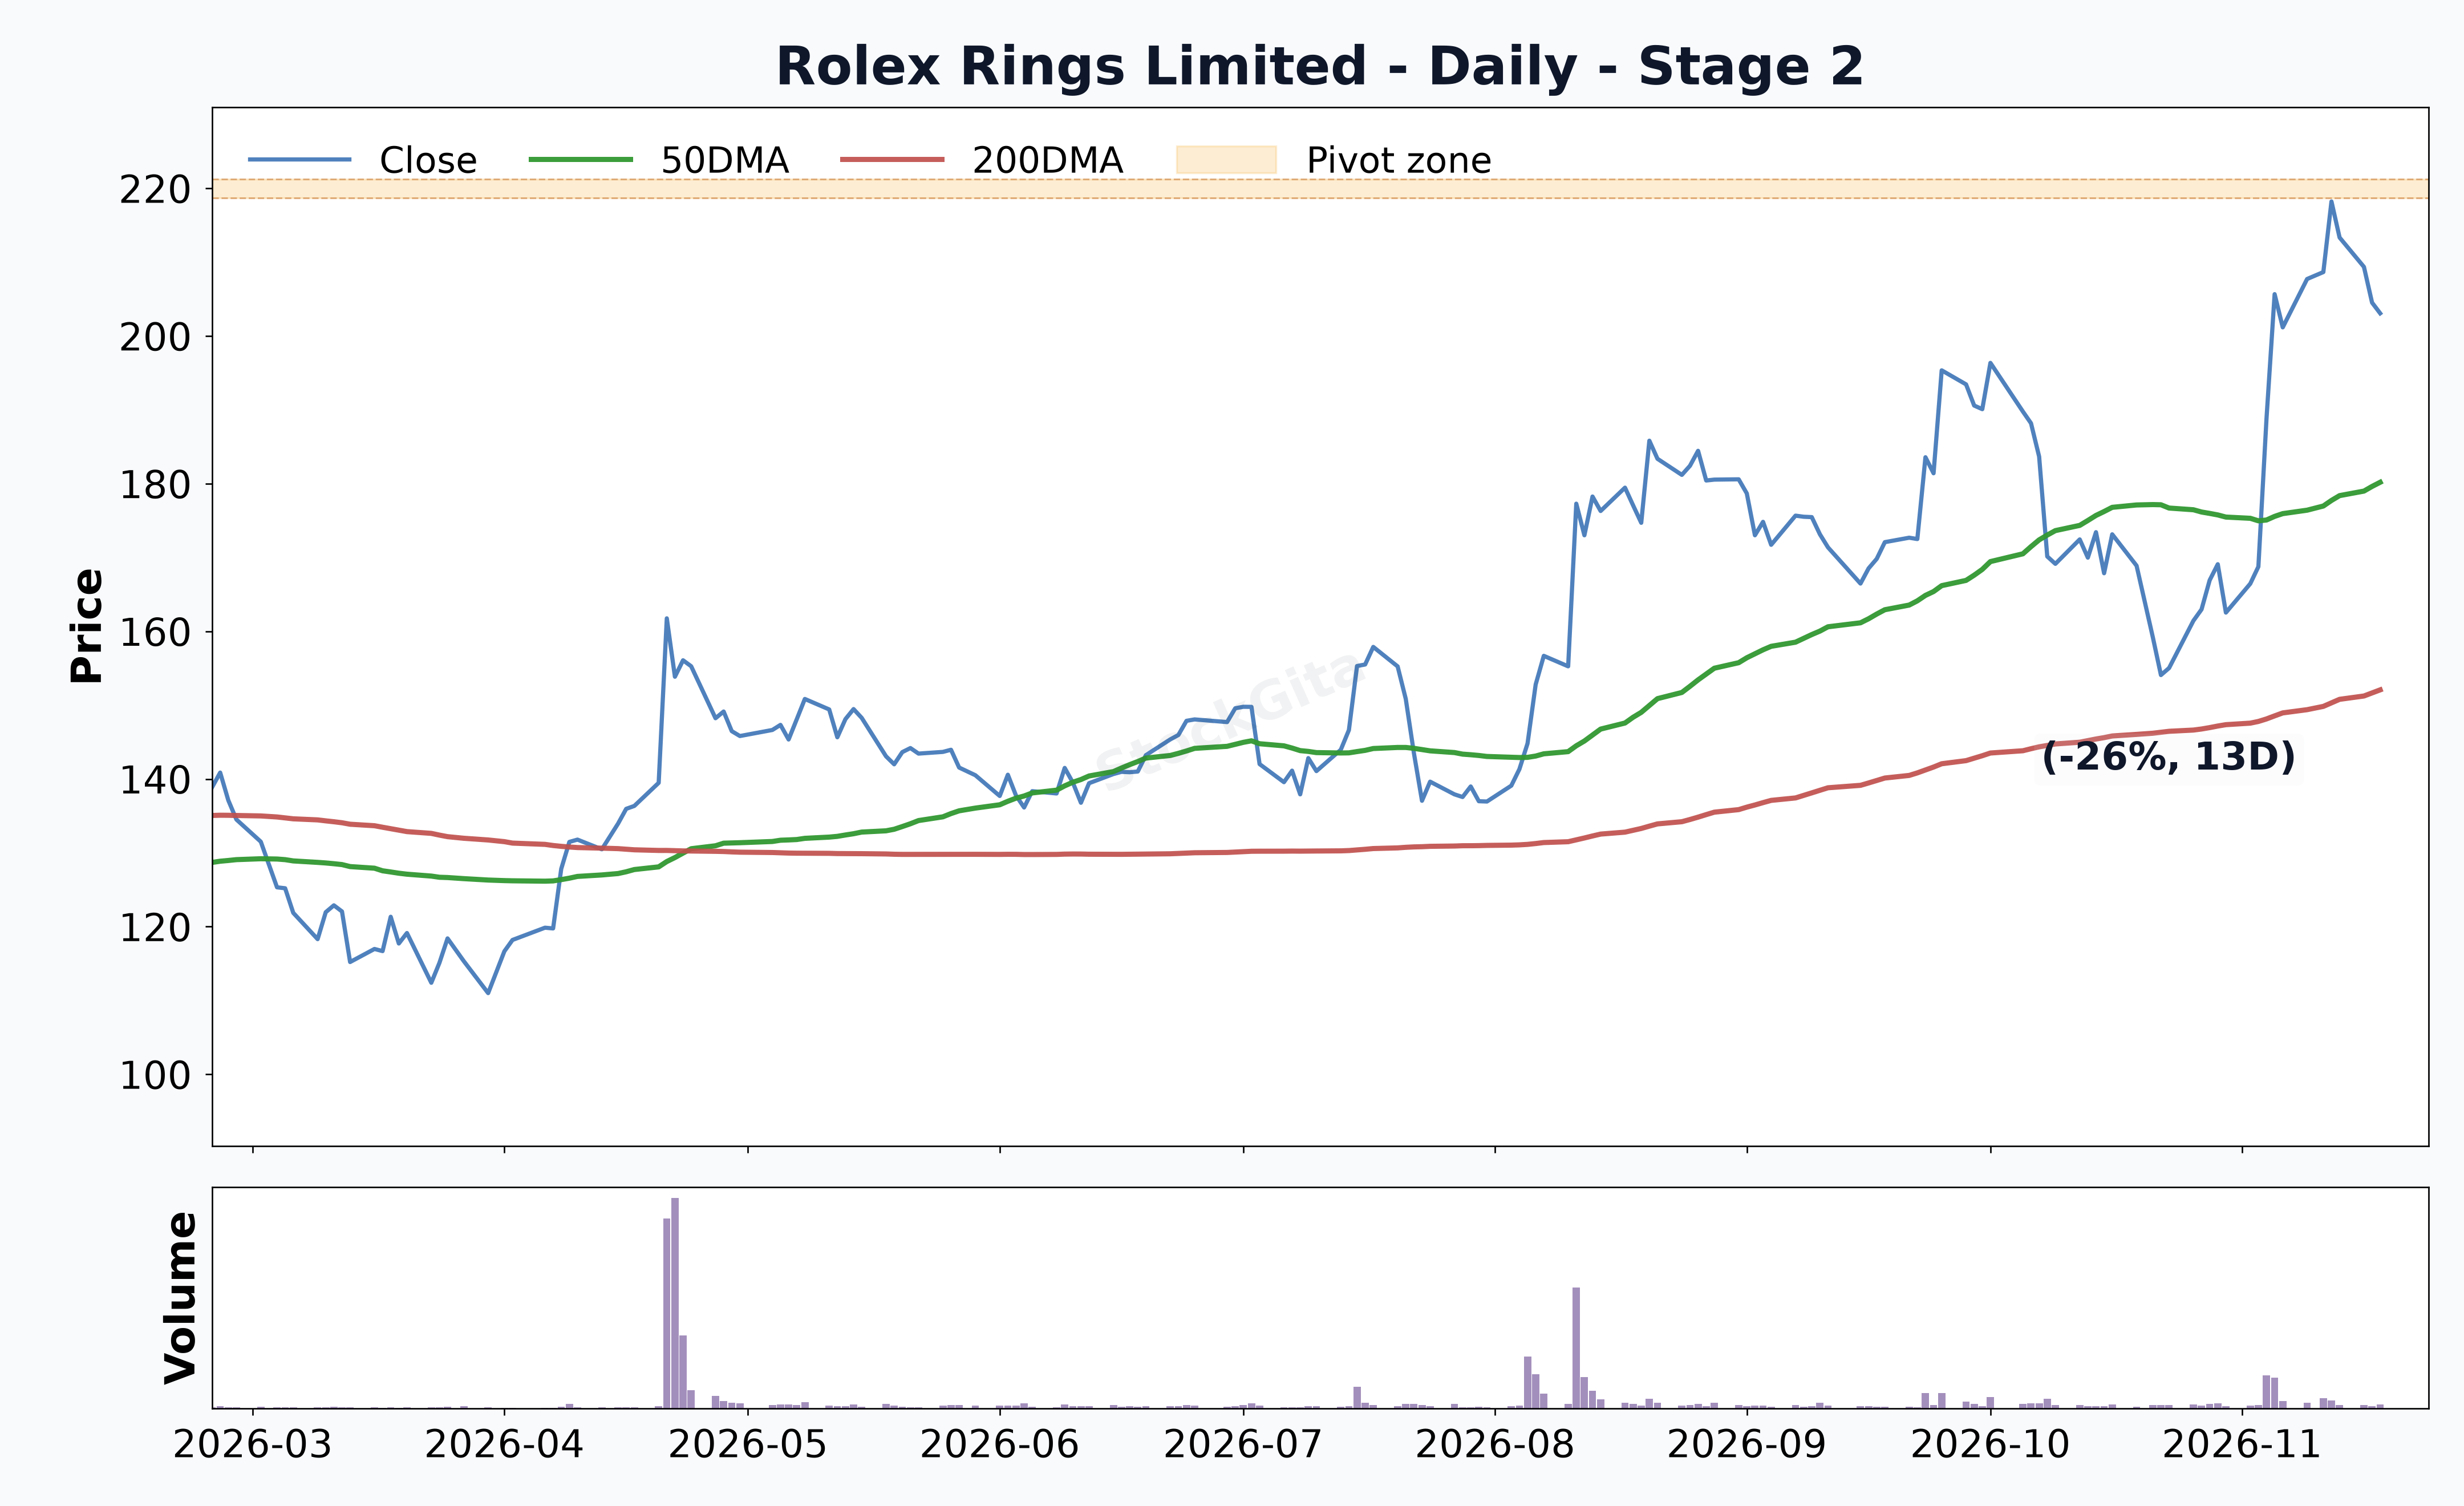 Rolex Rings Limited - Daily - Stage 2
Close 50DMA 200DMA Pivot zone
220
200
180
160
140
120
100
Price
StockGita
(-26%, 13D)
Volume
2026-03 2026-04 2026-05 2026-06 2026-07 2026-08 2026-09 2026-10 2026-11